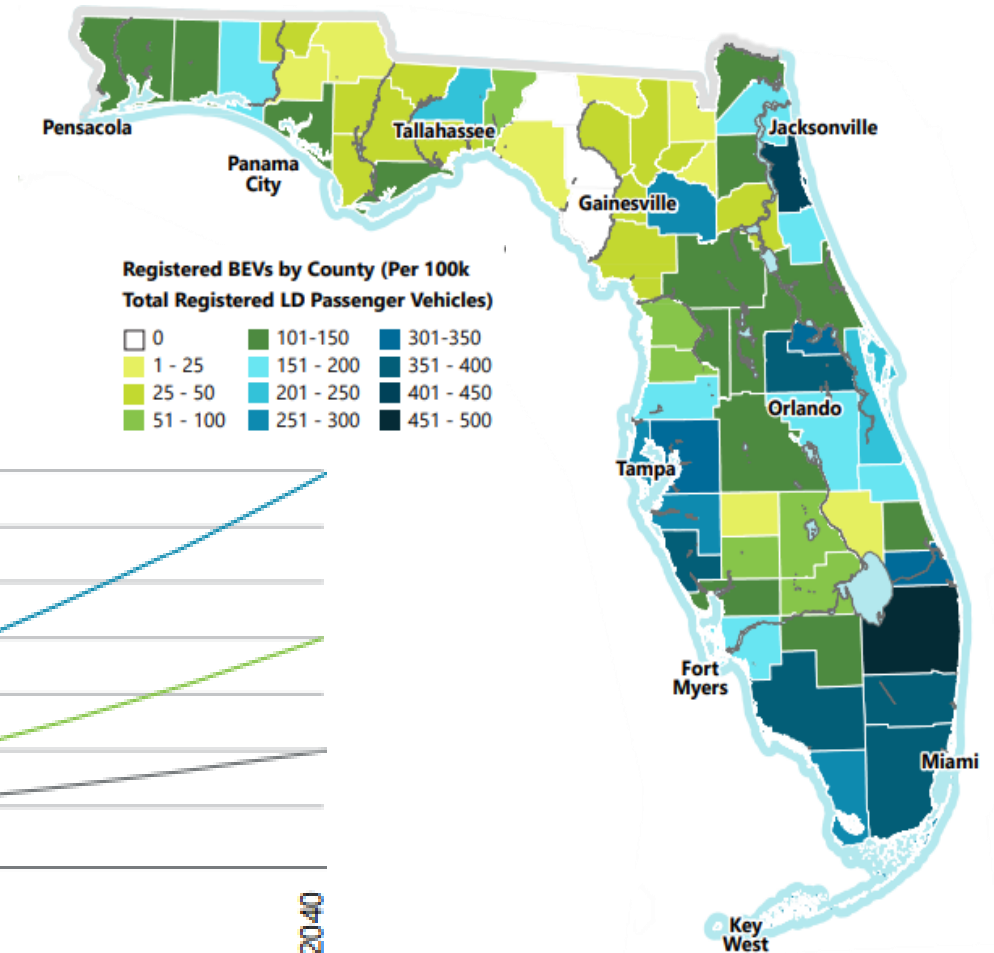 Pensacola
Panama
City
Tallahassee
Jacksonville
Gainesville
Registered BEVs by County (Per 100k
Total Registered LD Passenger Vehicles)
0
1 - 25
25 - 50
51 - 100
101-150
151 - 200
201 - 250
251 - 300
301-350
351 - 400
401 - 450
451 - 500
Orlando
Tampa
Fort
Myers
Miami
Key
West
2040